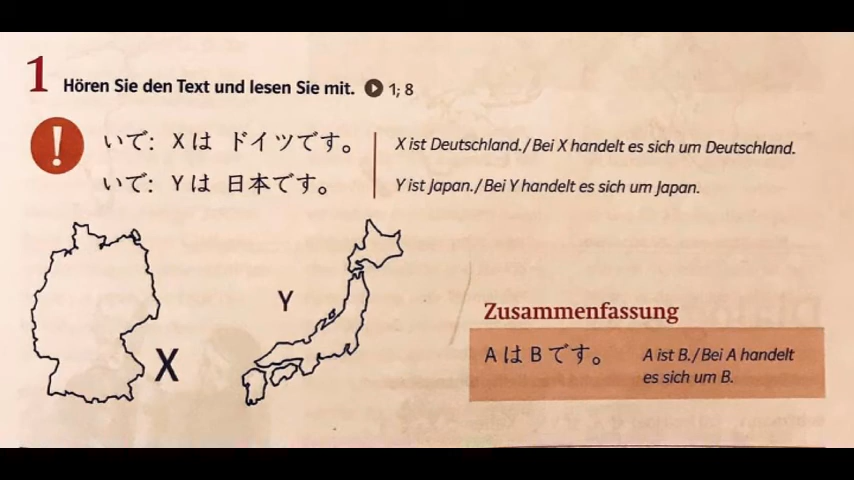 1 Hören Sie den Text und lesen Sie mit. 1; 8
! いで: Xは ドイツです。 X ist Deutschland./Bei X handelt es sich um Deutschland.
いで: Yは 日本です。 Y ist Japan./Bei Y handelt es sich um Japan.
Y
X
Zusammenfassung
AはBです。 A ist B./Bei A handelt
es sich um B.